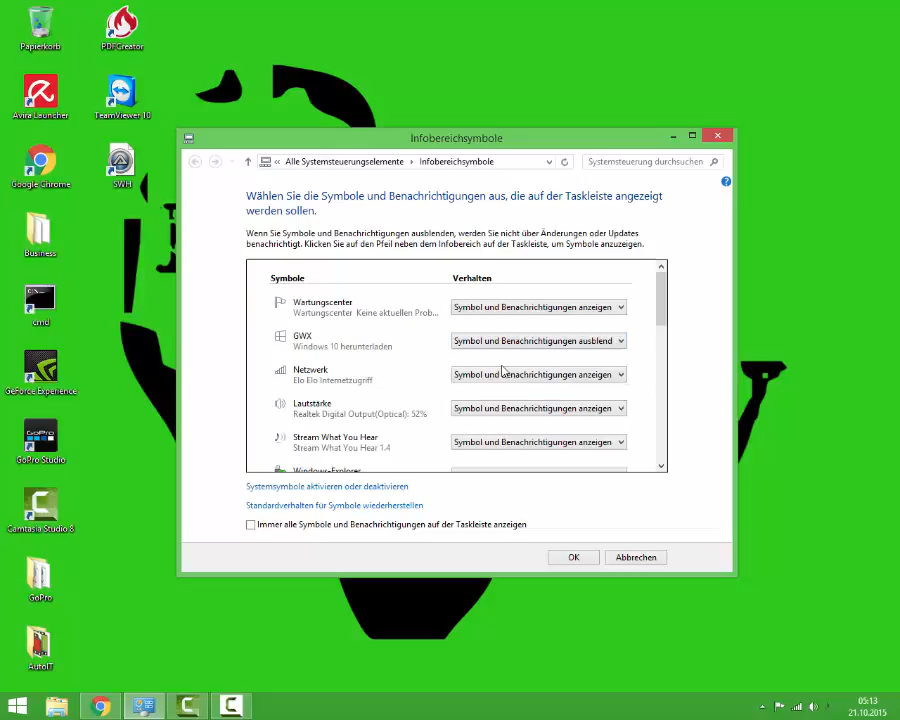 Papierkorb
PDFCreator
Avira Launcher
TeamViewer 10
Google Chrome
SWH
Business
cmd
GeForce Experience
GoPro Studio
Camtasia Studio 8
GoPro
AutoIT
Infobereichsymbole
« Alle Systemsteuerungselemente › Infobereichsymbole
Systemsteuerung durchsuchen
Wählen Sie die Symbole und Benachrichtigungen aus, die auf der Taskleiste angezeigt
werden sollen.
Wenn Sie Symbole und Benachrichtigungen ausblenden, werden Sie nicht über Änderungen oder Updates
benachrichtigt. Klicken Sie auf den Pfeil neben dem Infobereich auf der Taskleiste, um Symbole anzuzeigen.
Symbole Verhalten
Wartungscenter
Wartungscenter Keine aktuellen Prob...
Symbol und Benachrichtigungen anzeigen
GWX
Windows 10 herunterladen
Symbol und Benachrichtigungen ausblend
Netzwerk
Elo Elo Internetzugriff
Symbol und Benachrichtigungen anzeigen
Lautstärke
Realtek Digital Output(Optical): 52%
Symbol und Benachrichtigungen anzeigen
Stream What You Hear
Stream What You Hear 1.4
Symbol und Benachrichtigungen anzeigen
Windows-Explorer
Systemsymbole aktivieren oder deaktivieren
Standardverhalten für Symbole wiederherstellen
Immer alle Symbole und Benachrichtigungen auf der Taskleiste anzeigen
OK
Abbrechen
05:13
21.10.2015